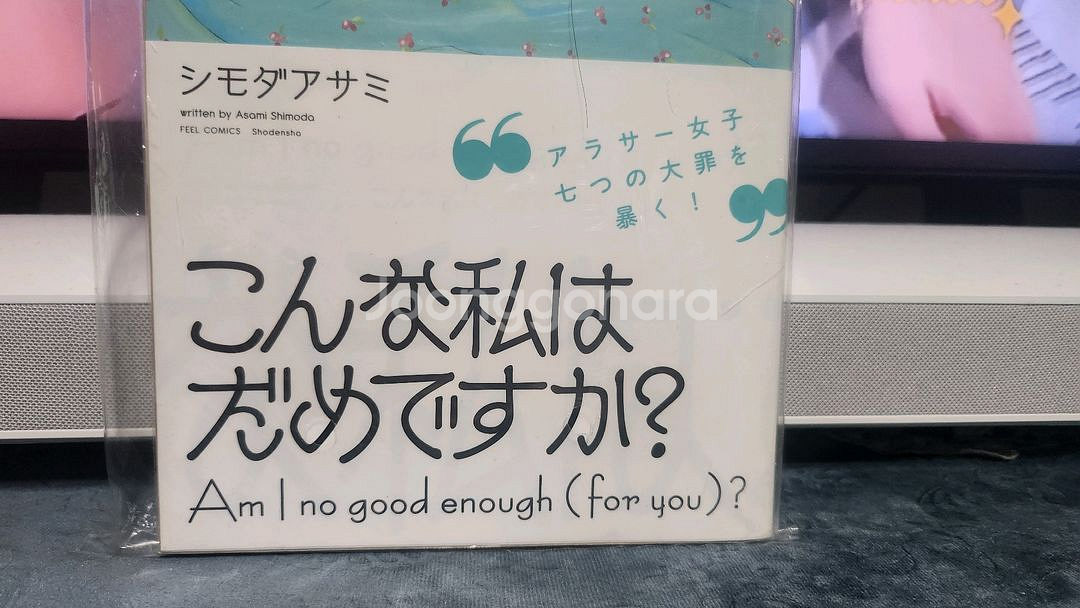 シモダアサミ
written by Asami Shimoda
FEEL COMICS Shodensha
“アラサー女子
七つの大罪を
暴く！”
こんな私は
だめですか?
Am I no good enough (for you)?
Joonggonara